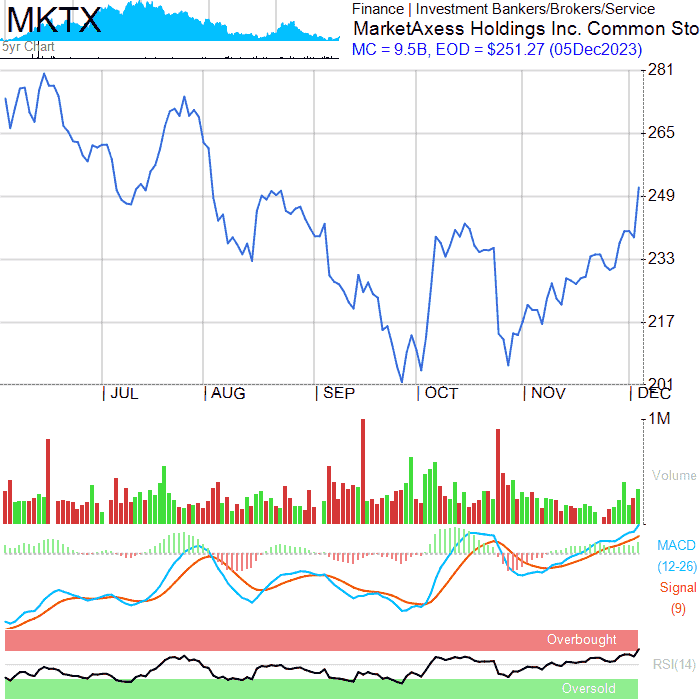 MKTX
5yr Chart
Finance | Investment Bankers/Brokers/Service
MarketAxess Holdings Inc. Common Sto
MC = 9.5B, EOD = $251.27 (05Dec2023)
281
265
249
233
217
201
| JUL | AUG | SEP | OCT | NOV | DEC
1M
Volume
MACD
(12-26)
Signal
(9)
Overbought
RSI(14)
Oversold